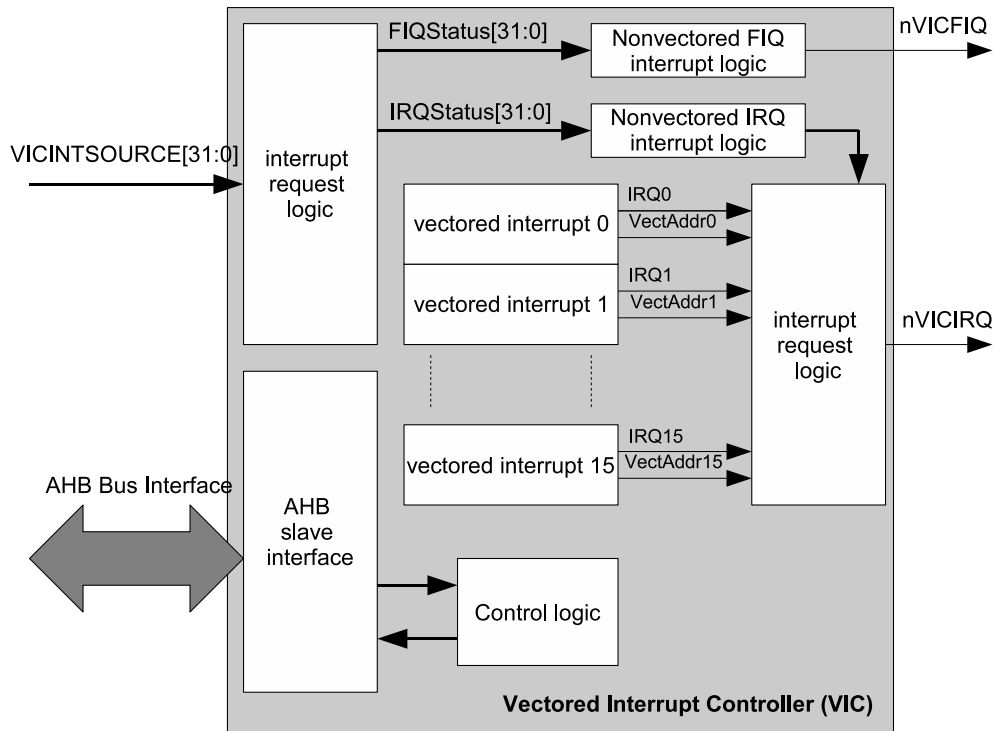 FIQStatus[31:0]
Nonvectored FIQ
interrupt logic
nVICFIQ
IRQStatus[31:0]
Nonvectored IRQ
interrupt logic
VICINTSOURCE[31:0]
interrupt
request
logic
vectored interrupt 0
IRQ0
VectAddr0
vectored interrupt 1
IRQ1
VectAddr1
interrupt
request
logic
nVICIRQ
vectored interrupt 15
IRQ15
VectAddr15
AHB Bus Interface
AHB
slave
interface
Control logic
Vectored Interrupt Controller (VIC)